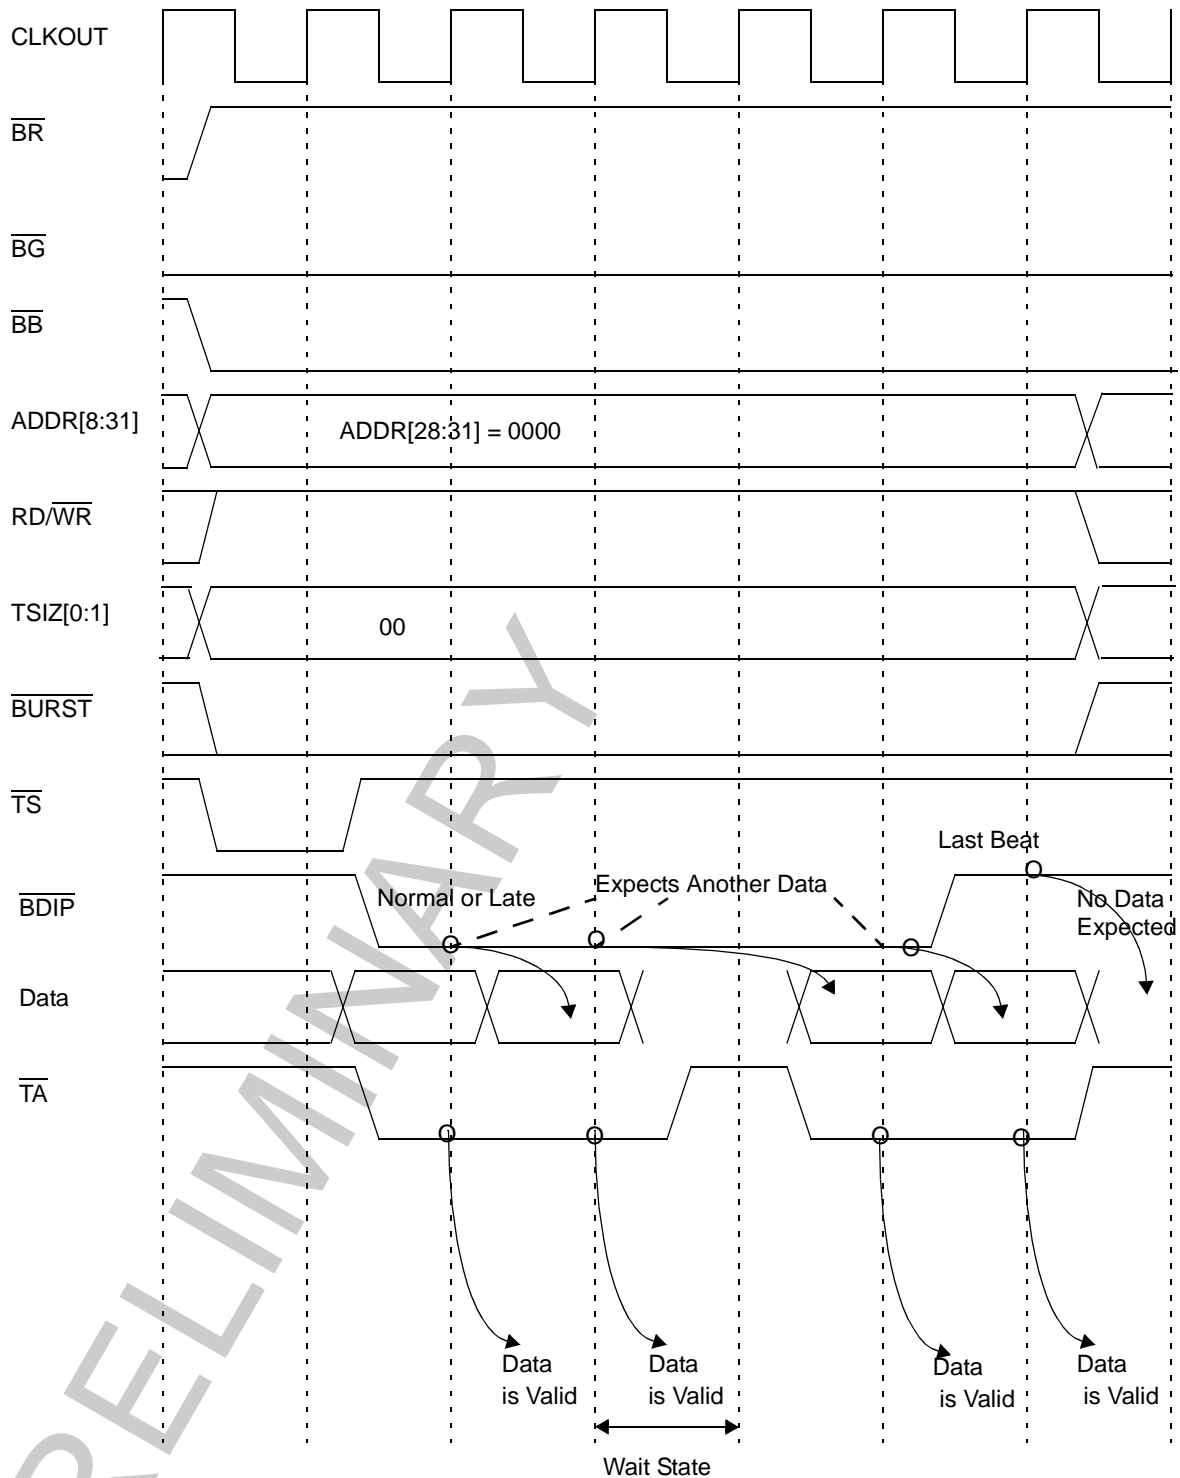 CLKOUT
BR
BG
BB
ADDR[8:31]
ADDR[28:31] = 0000
RD/WR
TSIZ[0:1]
00
BURST
TS
Last Beat
BDIP
Normal or Late
Expects Another Data
No Data
Expected
Data
TA
Data
is Valid
Data
is Valid
Data
is Valid
Data
is Valid
Wait State
RELIMINARY